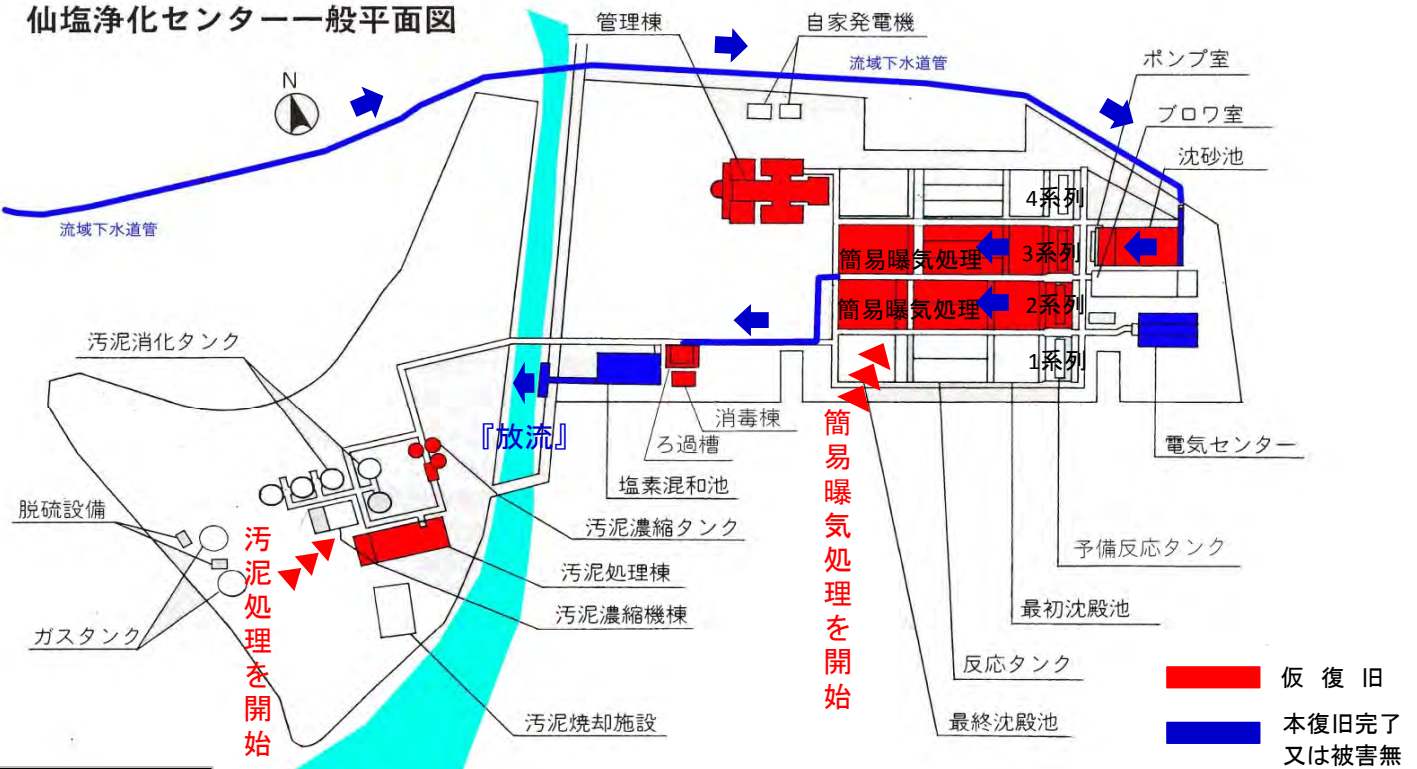 仙塩浄化センター一般平面図
管理棟
自家発電機
流域下水道管
ポンプ室
ブロワ室
沈砂池
N
流域下水道管
4系列
簡易曝気処理
3系列
簡易曝気処理
2系列
1系列
汚泥消化タンク
『放流』
消毒棟
ろ過槽
塩素混和池
電気センター
脱硫設備
汚泥濃縮タンク
予備反応タンク
汚泥処理棟
汚泥濃縮機棟
最初沈殿池
ガスタンク
反応タンク
汚泥焼却施設
最終沈殿池
汚泥処理を開始
簡易曝気処理を開始
仮復旧
本復旧完了
又は被害無